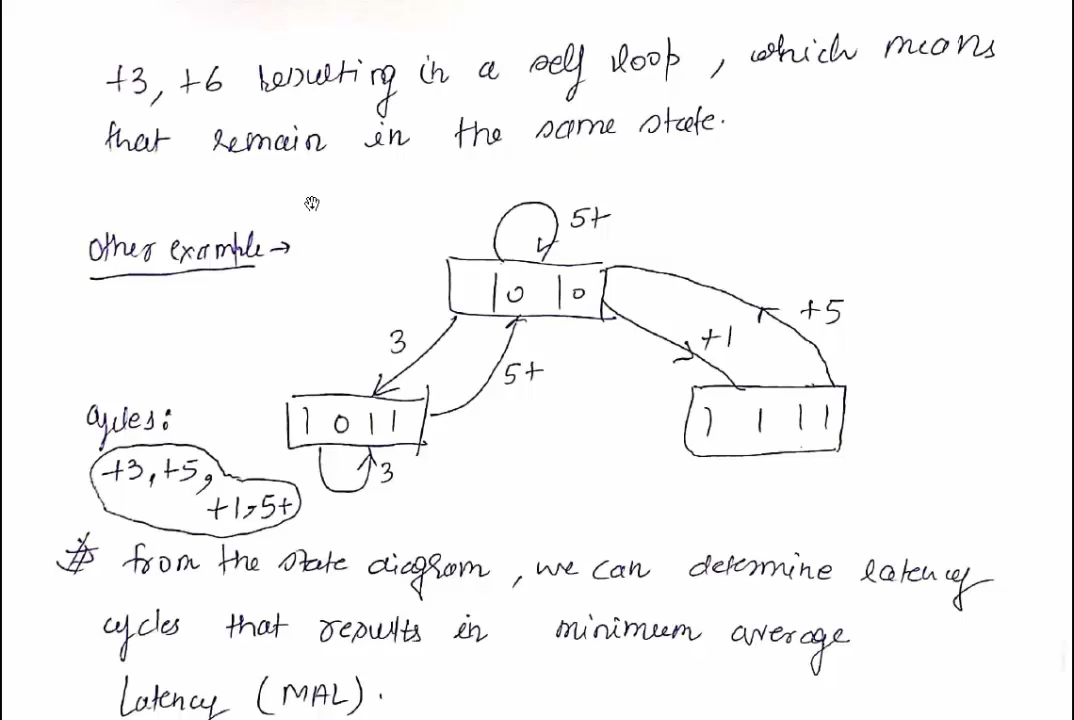 +3, +6 resulting in a self loop, which means
that remain in the same state.
5+
Other example →
1 0 1 0
+5
3
+1
5+
cycles:
1 0 1 1
1 1 1 1
+3, +5,
3
+1, 5+
# from the state diagram, we can determine latency
cycles that results in minimum average
Latency (MAL).